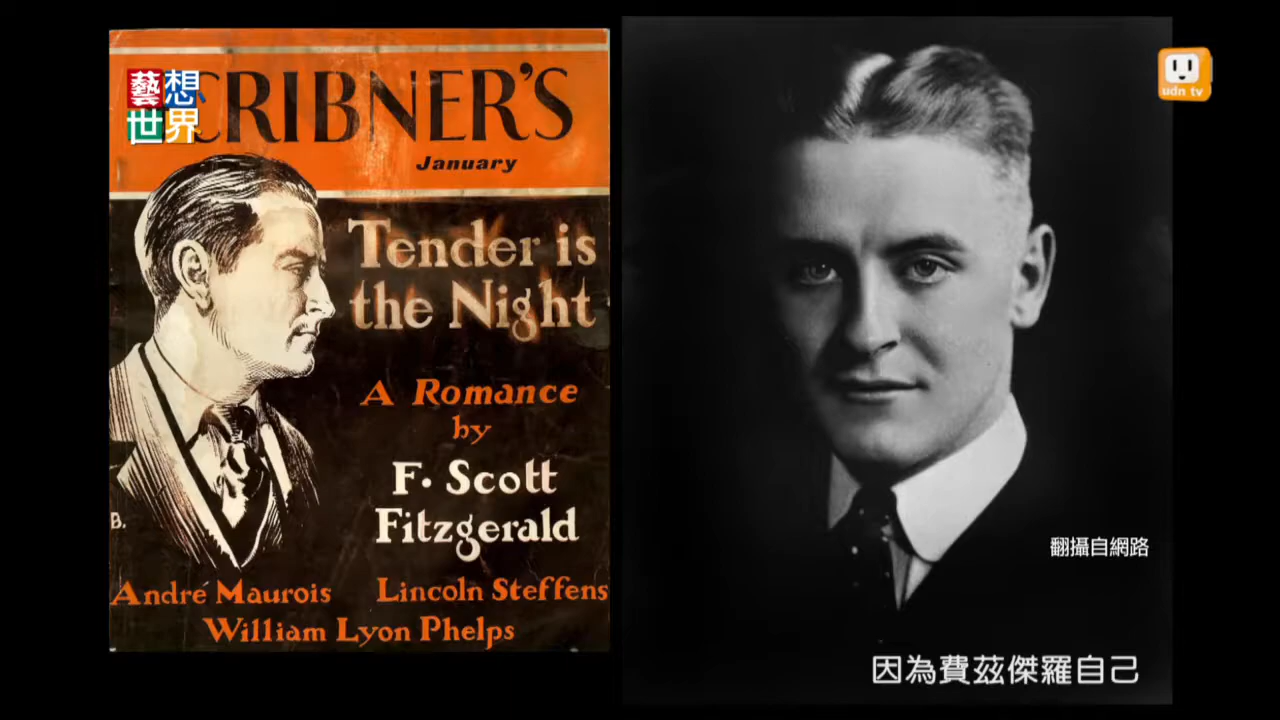 藝想
世界
CRIBNER'S
January
Tender is
the Night
A Romance
by
F. Scott
Fitzgerald
B.
André Maurois Lincoln Steffens
William Lyon Phelps
udn tv
翻攝自網路
因為費茲傑羅自己